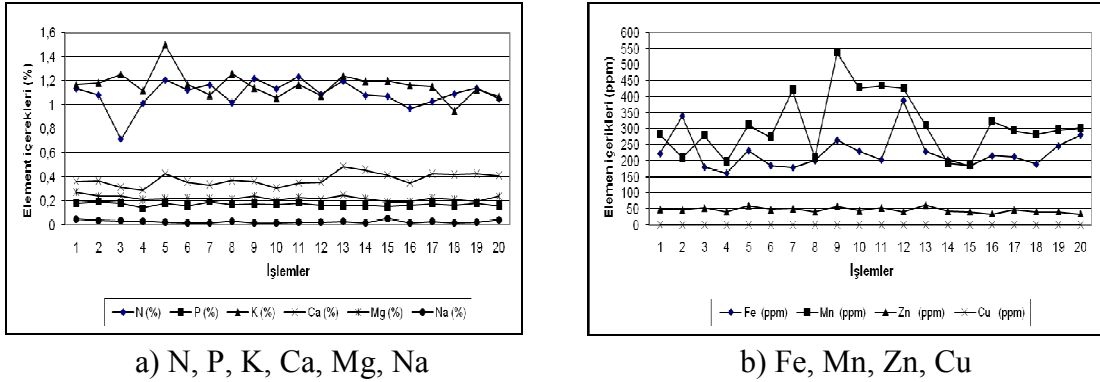 1,6
1,4
1,2
1
0,8
0,6
0,4
0,2
0
Element içerekleri (%)
1 2 3 4 5 6 7 8 9 10 11 12 13 14 15 16 17 18 19 20
İşlemler
N (%) P (%) K (%) Ca (%) Mg (%) Na (%)
a) N, P, K, Ca, Mg, Na
600
550
500
450
400
350
300
250
200
150
100
50
0
Element içerikleri (ppm)
1 2 3 4 5 6 7 8 9 10 11 12 13 14 15 16 17 18 19 20
İşlemler
Fe (ppm) Mn (ppm) Zn (ppm) Cu (ppm)
b) Fe, Mn, Zn, Cu